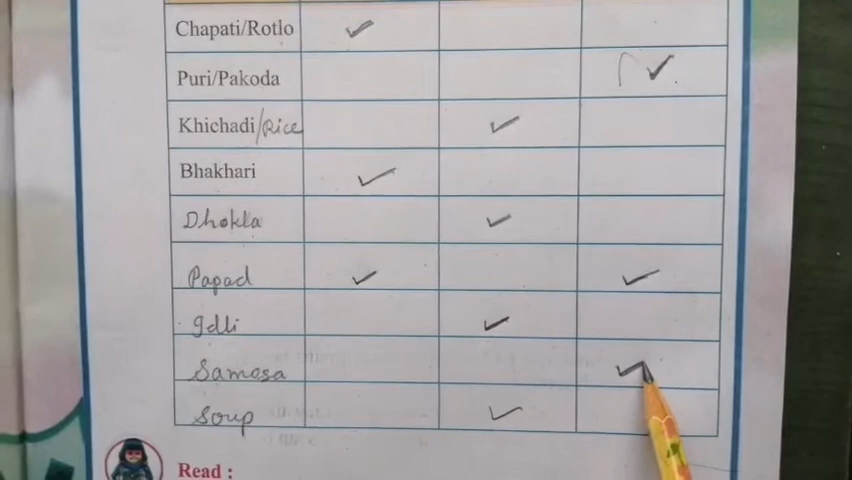 Chapati/Rotlo ✓
Puri/Pakoda ✓
Khichadi/Rice ✓
Bhakhari ✓
Dhokla ✓
Papad ✓ ✓
Idli ✓
Samosa ✓
Soup ✓
Read :